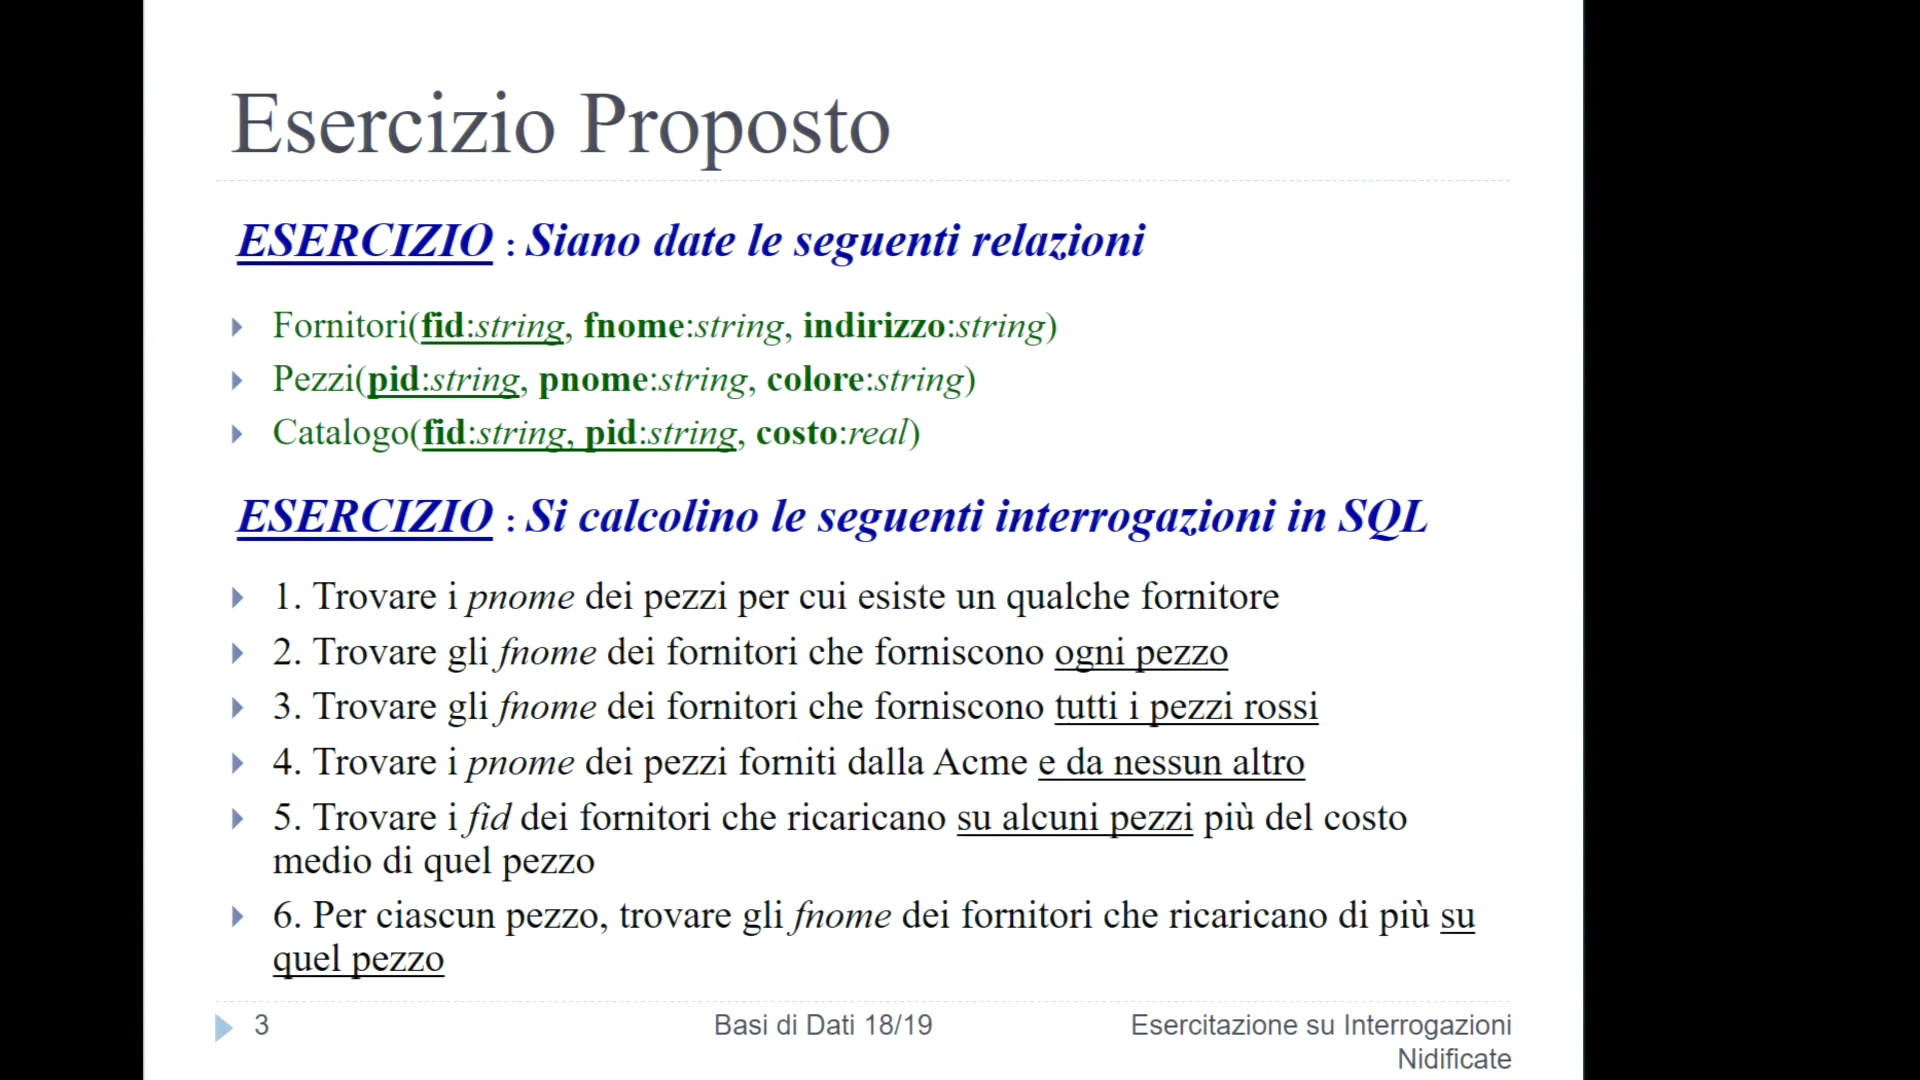 Esercizio Proposto
ESERCIZIO : Siano date le seguenti relazioni
Fornitori(fid:string, fnome:string, indirizzo:string)
Pezzi(pid:string, pnome:string, colore:string)
Catalogo(fid:string, pid:string, costo:real)
ESERCIZIO : Si calcolino le seguenti interrogazioni in SQL
1. Trovare i pnome dei pezzi per cui esiste un qualche fornitore
2. Trovare gli fnome dei fornitori che forniscono ogni pezzo
3. Trovare gli fnome dei fornitori che forniscono tutti i pezzi rossi
4. Trovare i pnome dei pezzi forniti dalla Acme e da nessun altro
5. Trovare i fid dei fornitori che ricaricano su alcuni pezzi più del costo
medio di quel pezzo
6. Per ciascun pezzo, trovare gli fnome dei fornitori che ricaricano di più su
quel pezzo
3
Basi di Dati 18/19
Esercitazione su Interrogazioni
Nidificate